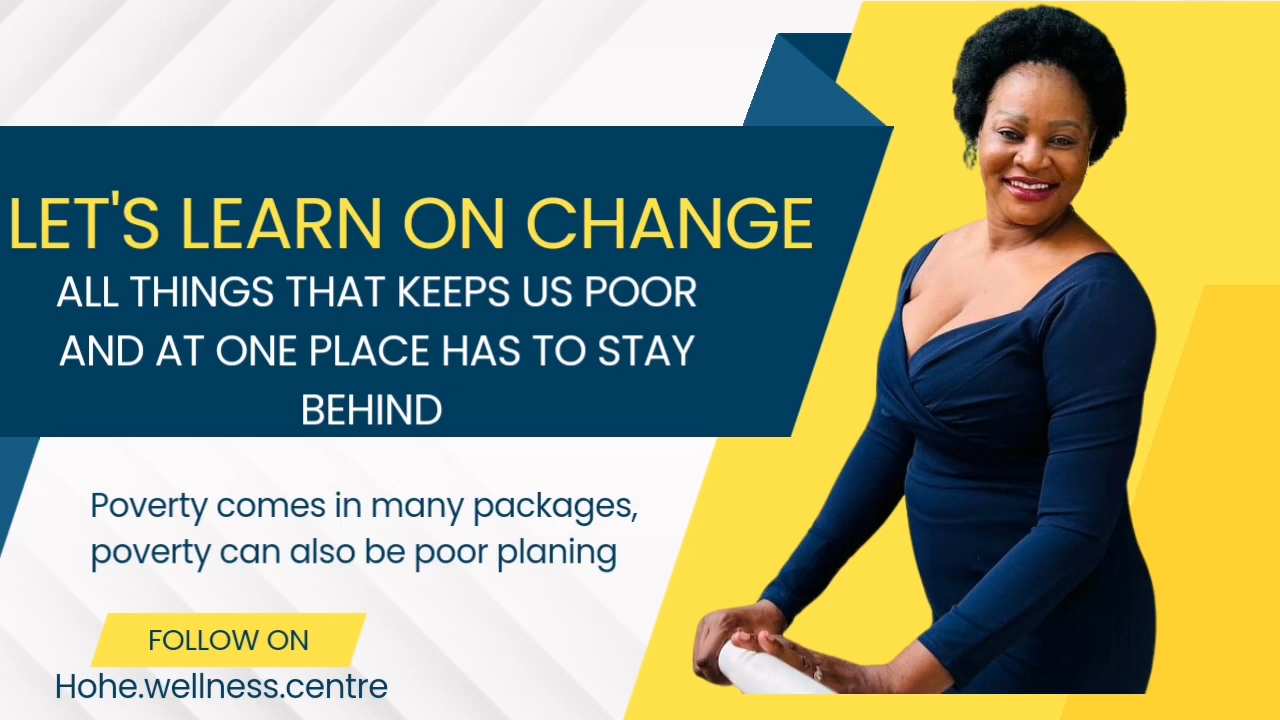 LET'S LEARN ON CHANGE
ALL THINGS THAT KEEPS US POOR
AND AT ONE PLACE HAS TO STAY
BEHIND
Poverty comes in many packages,
poverty can also be poor planing
FOLLOW ON
Hohe.wellness.centre